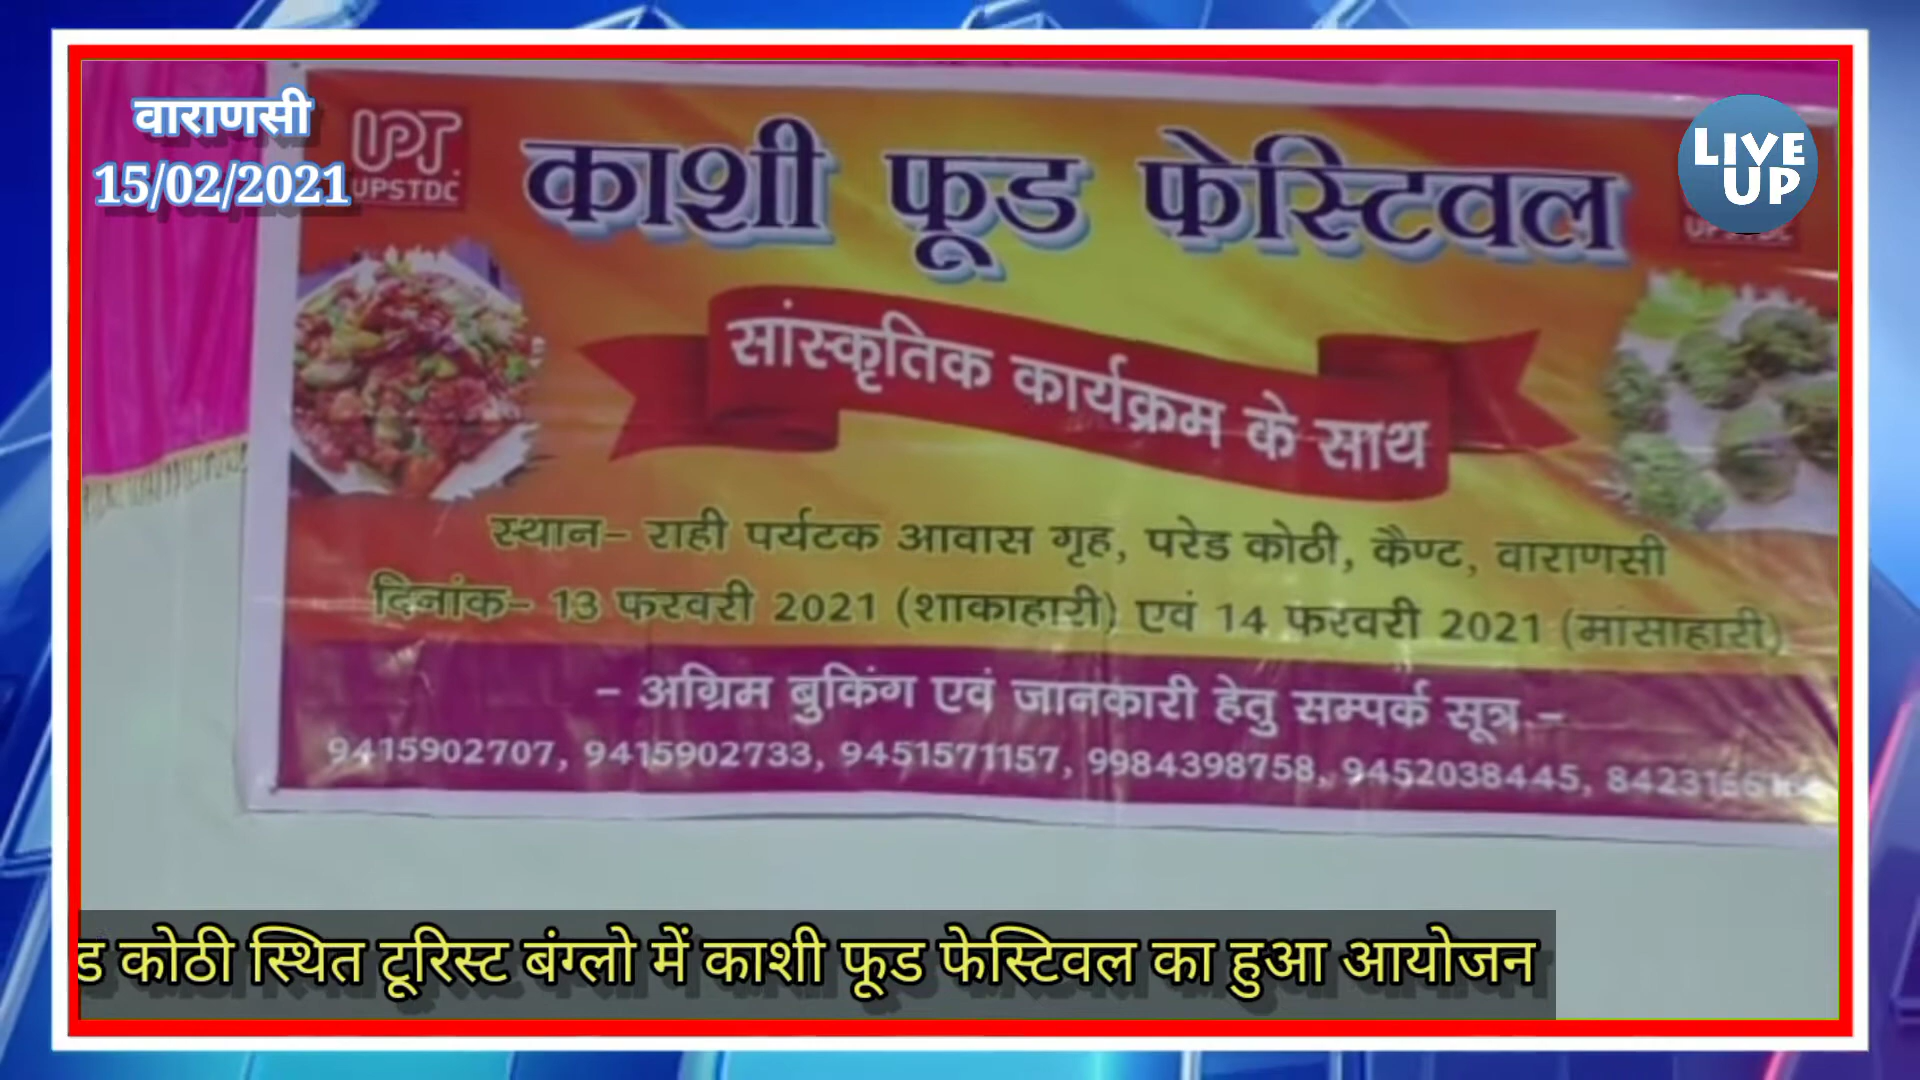 वाराणसी
15/02/2021
UPT
UPSTDC
LIVE UP
काशी फूड फेस्टिवल
सांस्कृतिक कार्यक्रम के साथ
स्थान- राही पर्यटक आवास गृह, परेड कोठी, कैण्ट, वाराणसी
दिनांक- 13 फरवरी 2021 (शाकाहारी) एवं 14 फरवरी 2021 (मांसाहारी)
- अग्रिम बुकिंग एवं जानकारी हेतु सम्पर्क सूत्र -
9415902707, 9415902733, 9451571157, 9984398758, 9452038445,
ड कोठी स्थित टूरिस्ट बंग्लो में काशी फूड फेस्टिवल का हुआ आयोजन